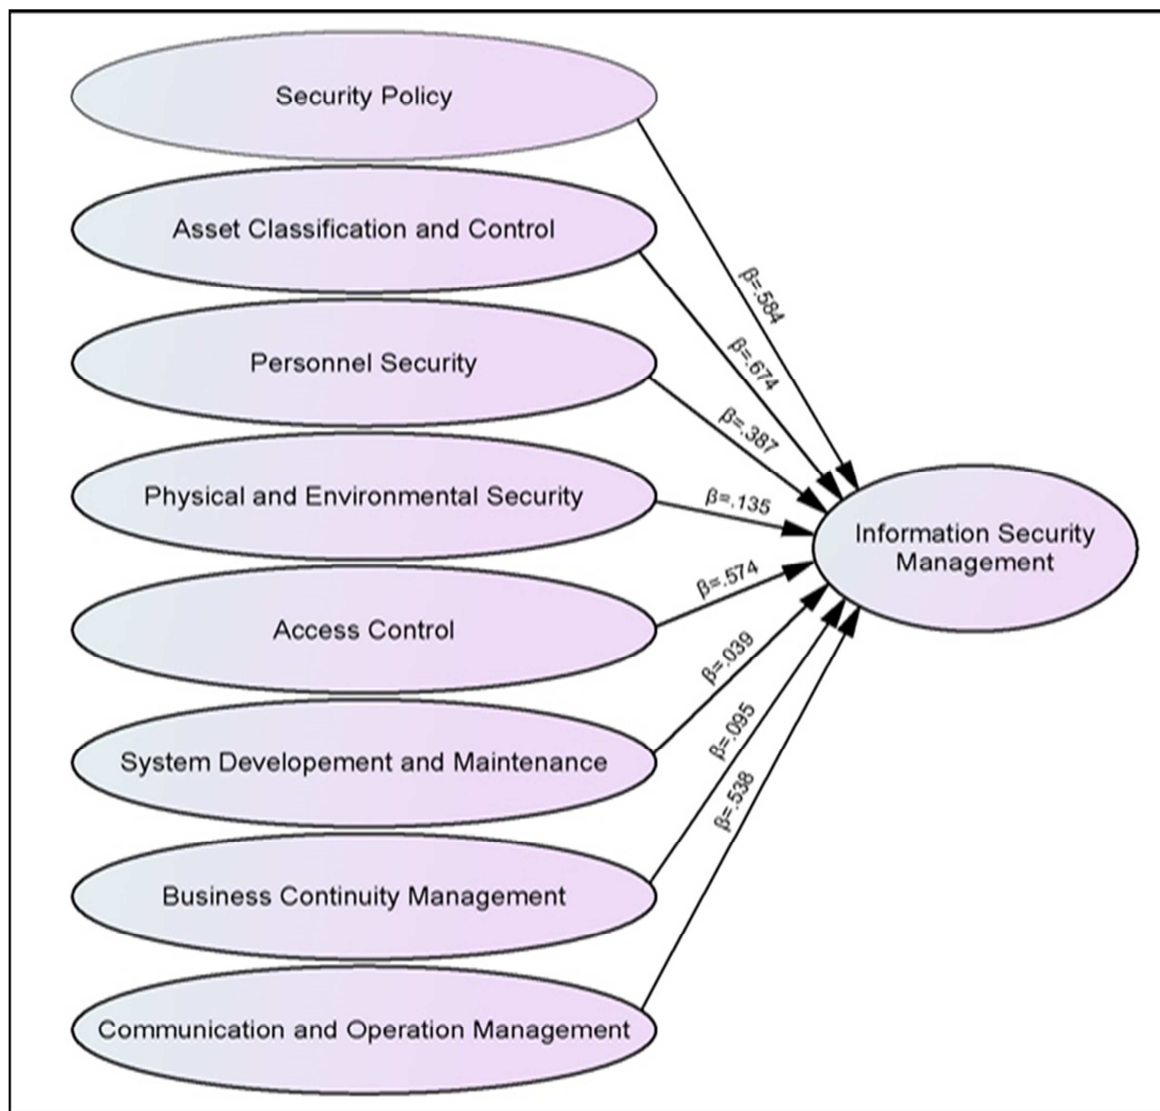 Security Policy
Asset Classification and Control
Personnel Security
Physical and Environmental Security
Access Control
System Developement and Maintenance
Business Continuity Management
Communication and Operation Management
β=.584
β=.674
β=.387
β=.135
β=.574
β=.039
β=.095
β=.538
Information Security
Management